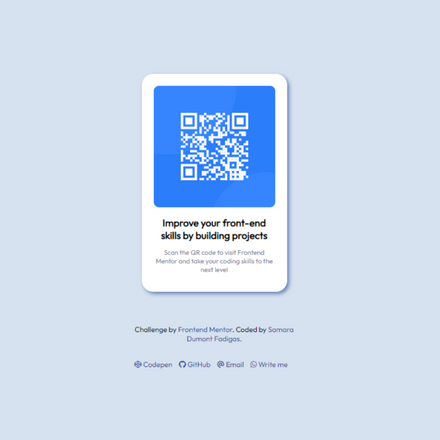 Improve your front-end
skills by building projects
Scan the QR code to visit Frontend
Mentor and take your coding skills to the
next level
Challenge by Frontend Mentor. Coded by Samara
Dumont Fadigas.
Codepen GitHub Email Write me